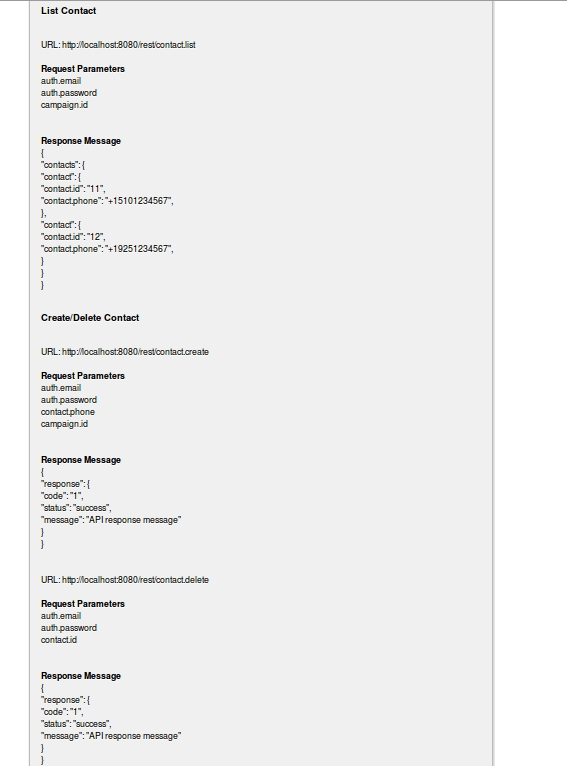 List Contact
URL: http://localhost:8080/rest/contact.list
Request Parameters
auth.email
auth.password
campaign.id
Response Message
{
"contacts": {
"contact": {
"contact.id": "11",
"contact.phone": "+15101234567",
},
"contact": {
"contact.id": "12",
"contact.phone": "+19251234567",
}
}
}
Create/Delete Contact
URL: http://localhost:8080/rest/contact.create
Request Parameters
auth.email
auth.password
contact.phone
campaign.id
Response Message
{
"response": {
"code": "1",
"status": "success",
"message": "API response message"
}
}
URL: http://localhost:8080/rest/contact.delete
Request Parameters
auth.email
auth.password
contact.id
Response Message
{
"response": {
"code": "1",
"status": "success",
"message": "API response message"
}
}